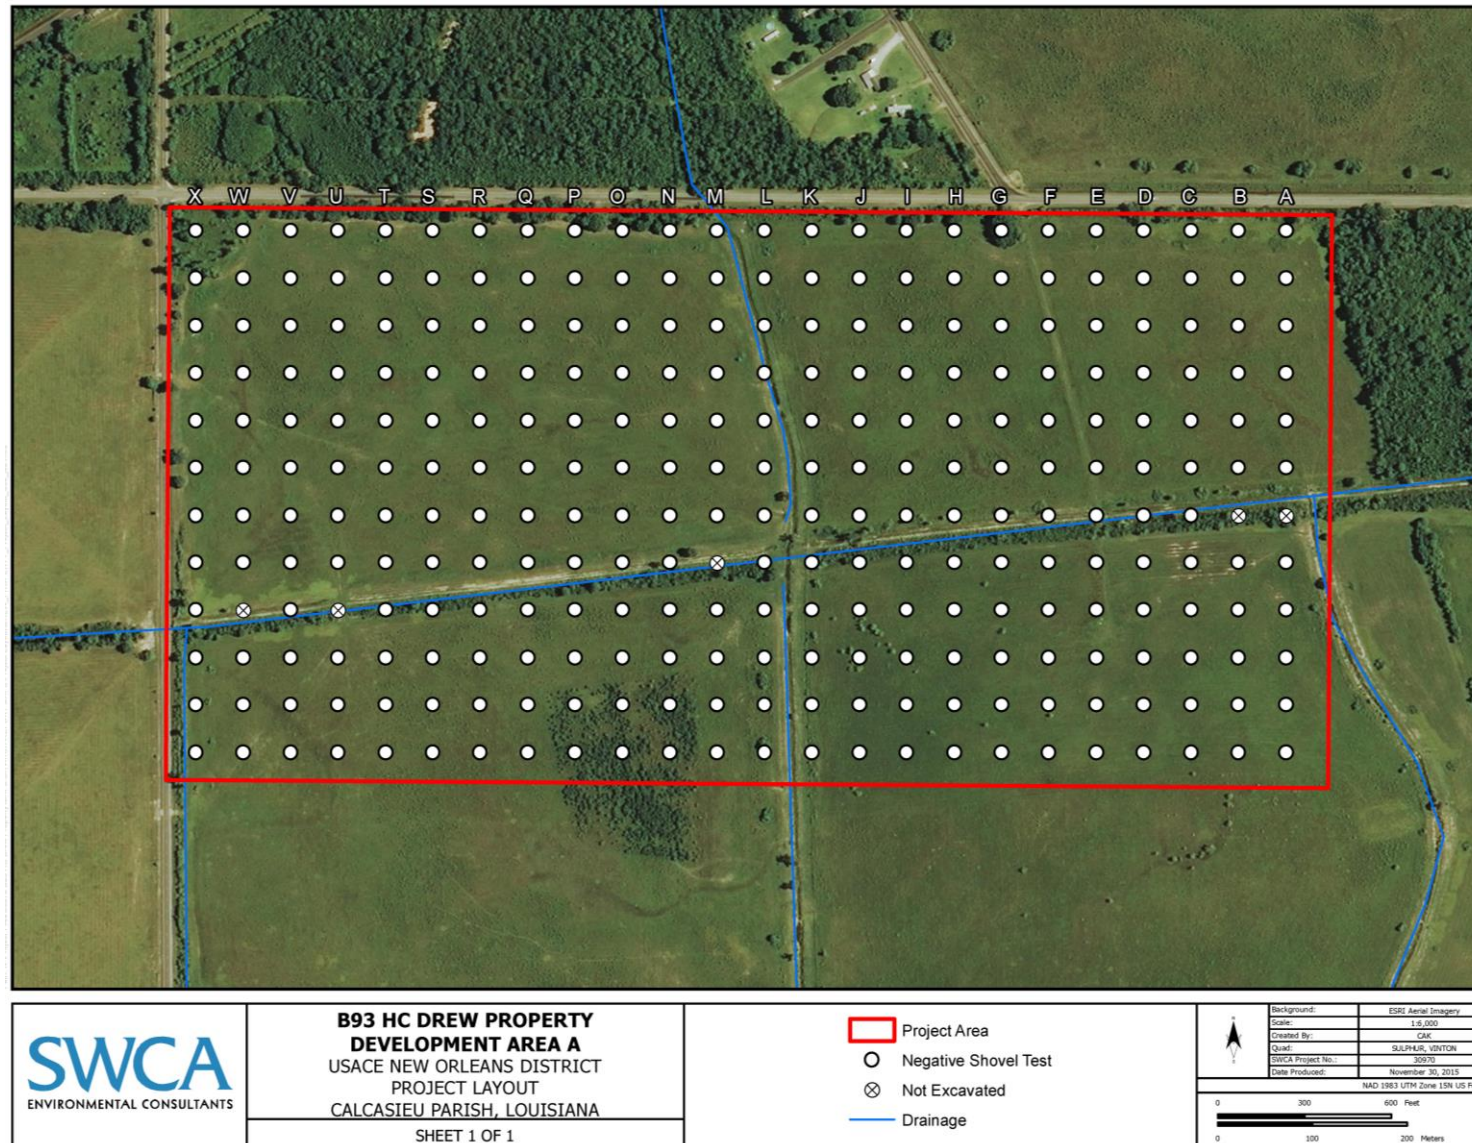 X W V U T S R Q P O N M L K J I H G F E D C B A
SWCA
ENVIRONMENTAL CONSULTANTS
B93 HC DREW PROPERTY
DEVELOPMENT AREA A
USACE NEW ORLEANS DISTRICT
PROJECT LAYOUT
CALCASIEU PARISH, LOUISIANA
SHEET 1 OF 1
Project Area
Negative Shovel Test
Not Excavated
Drainage
N
Background: ESRI Aerial Imagery
Scale: 1:6,000
Created By: CAK
Quad: SULPHUR, VINTON
SWCA Project No.: 30970
Date Produced: November 30, 2015
NAD 1983 UTM Zone 15N US
0 300 600 Feet
0 100 200 Meters